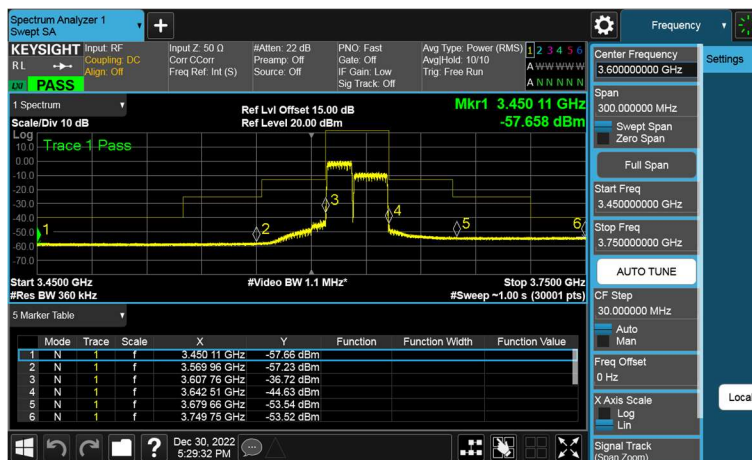 Spectrum Analyzer 1
Swept SA
Frequency
KEYSIGHT
Input: RF
Coupling: DC
Align: Off
Input Z: 50 Ω
Corr CCorr
Freq Ref: Int (S)
#Atten: 22 dB
Preamp: Off
Source: Off
PNO: Fast
Gate: Off
IF Gain: Low
Sig Track: Off
Avg Type: Power (RMS)
Avg|Hold: 10/10
Trig: Free Run
1 2 3 4 5 6
A W W W W W
A N N N N N
R L
LXI
PASS
1 Spectrum
Scale/Div 10 dB
Ref Lvl Offset 15.00 dB
Ref Level 20.00 dBm
Mkr1 3.450 11 GHz
-57.658 dBm
Log
Trace 1 Pass
10.0
0.00
-10.0
-20.0
-30.0
-40.0
-50.0
-60.0
-70.0
1
2
3
4
5
6
Start 3.4500 GHz
#Res BW 360 kHz
#Video BW 1.1 MHz*
Stop 3.7500 GHz
#Sweep ~1.00 s (30001 pts)
5 Marker Table
Mode Trace Scale X Y Function Function Width Function Value
1 N 1 f 3.450 11 GHz -57.66 dBm
2 N 1 f 3.569 96 GHz -57.23 dBm
3 N 1 f 3.607 76 GHz -36.72 dBm
4 N 1 f 3.642 51 GHz -44.63 dBm
5 N 1 f 3.679 66 GHz -53.54 dBm
6 N 1 f 3.749 75 GHz -53.52 dBm
Dec 30, 2022
5:29:32 PM
Center Frequency
3.600000000 GHz
Settings
Span
300.000000 MHz
Swept Span
Zero Span
Full Span
Start Freq
3.450000000 GHz
Stop Freq
3.750000000 GHz
AUTO TUNE
CF Step
30.000000 MHz
Auto
Man
Freq Offset
0 Hz
X Axis Scale
Log
Lin
Local
Signal Track
(Span Zoom)